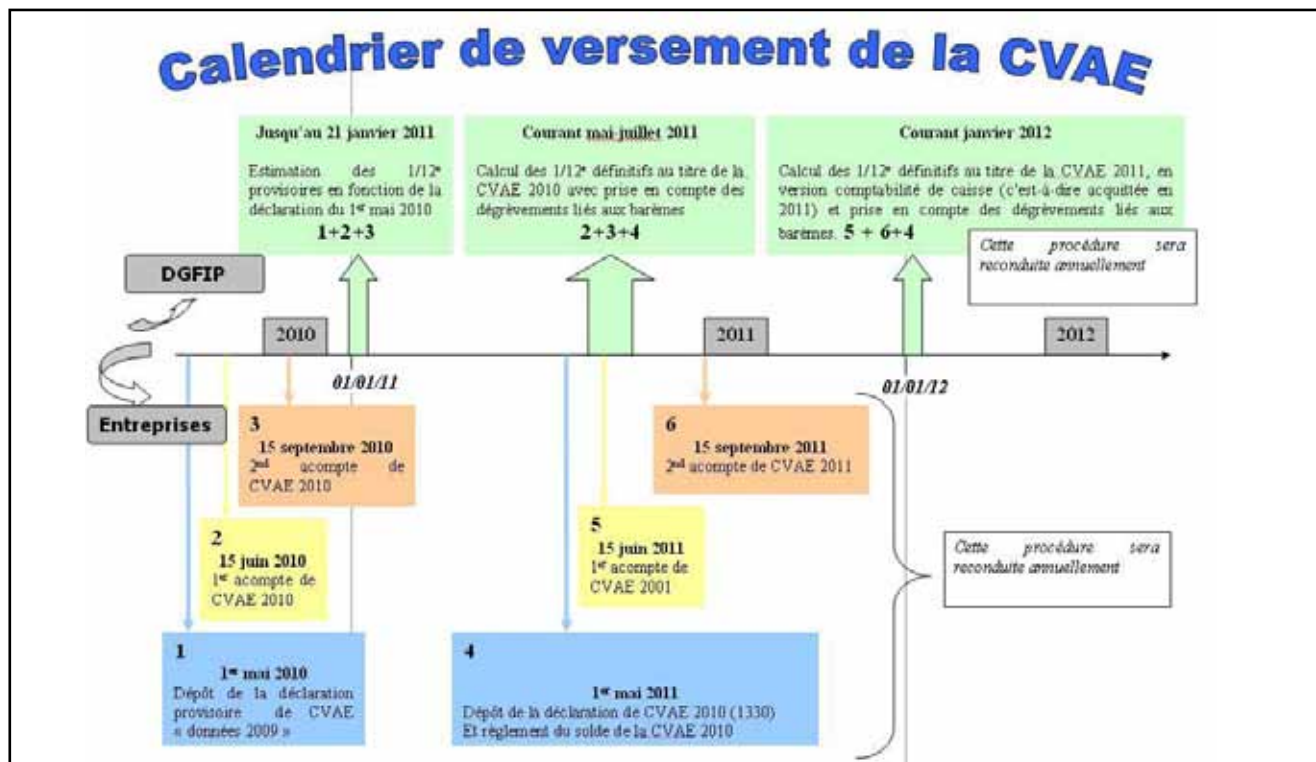 Calendrier de versement de la CVAE
Jusqu'au 21 janvier 2011
Estimation des 1/12e
provisoires en fonction de la
déclaration du 1er mai 2010
1+2+3
Courant mai-juillet 2011
Calcul des 1/12e définitifs au titre de la
CVAE 2010 avec prise en compte des
dégrèvements liés aux barèmes
2+3+4
Courant janvier 2012
Calcul des 1/12e définitifs au titre de la CVAE 2011, en
version comptabilité de caisse (c'est-à-dire acquittée en
2011) et prise en compte des dégrèvements liés aux
barèmes. 5 + 6+4
Cette procédure sera
reconduite annuellement
DGFIP
2010
2011
2012
01/01/11
01/01/12
Entreprises
3
15 septembre 2010
2nd acompte de
CVAE 2010
6
15 septembre 2011
2nd acompte de CVAE 2011
2
15 juin 2010
1er acompte de
CVAE 2010
5
15 juin 2011
1er acompte de
CVAE 2001
Cette procédure sera
reconduite annuellement
1
1er mai 2010
Dépôt de la déclaration
provisoire de CVAE
« données 2009 »
4
1er mai 2011
Dépôt de la déclaration de CVAE 2010 (1330)
Et règlement du solde de la CVAE 2010